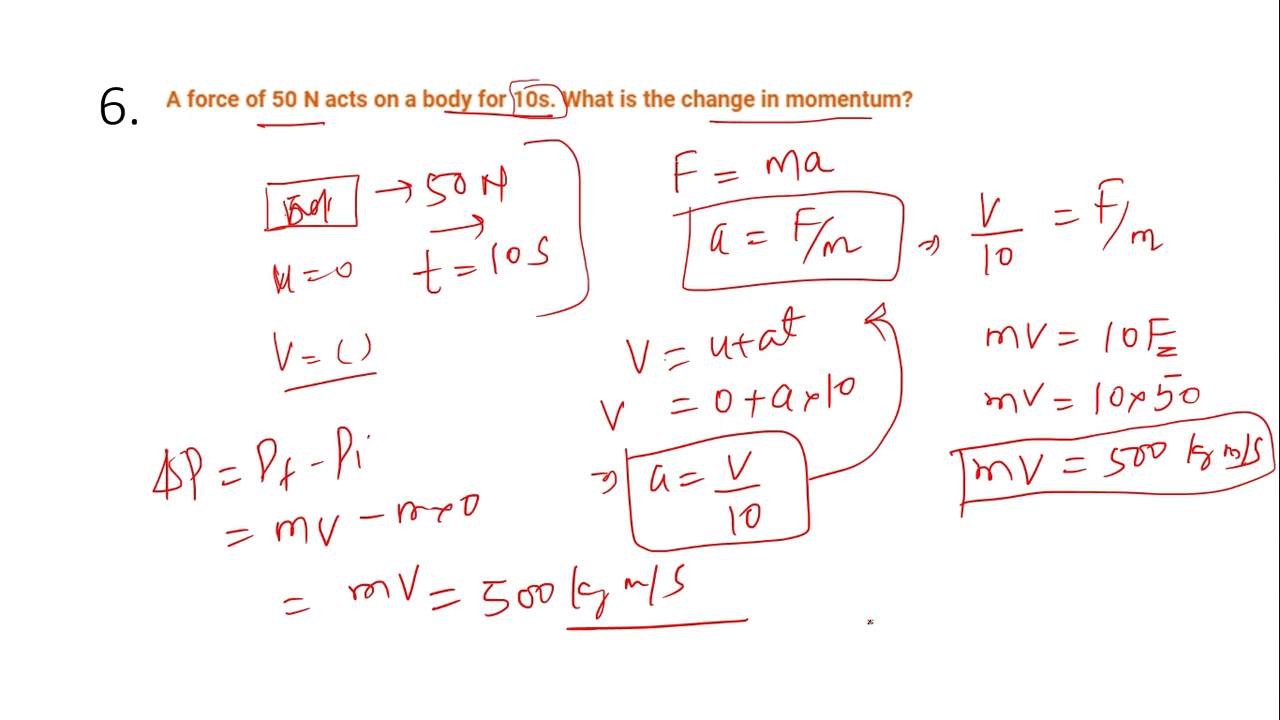 6. A force of 50 N acts on a body for 10s. What is the change in momentum?
→ 50 N
u = 0
t = 10 s
V = ( )
ΔP = Pf - Pi
= mv - m×0
= mv = 500 kg m/s
F = ma
a = F/m
V = u+at
V = 0 + a×10
⇒ a = V/10
⇒ V/10 = F/m
mv = 10F
mv = 10×50
mv = 500 kg m/s